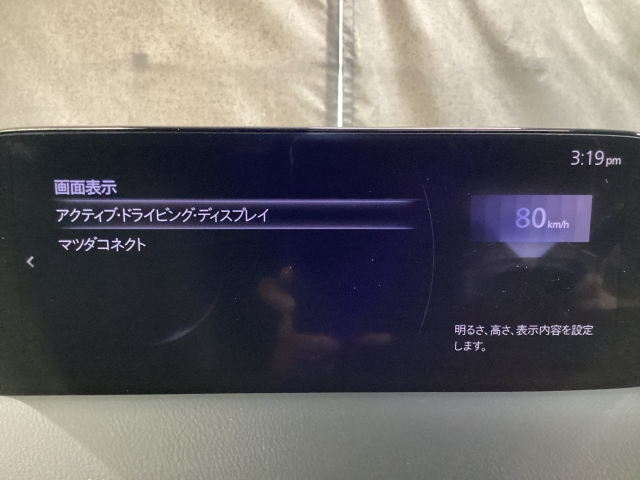 3:19pm
画面表示
アクティブ・ドライビング・ディスプレイ
80km/h
マツダコネクト
明るさ、高さ、表示内容を設定
します。